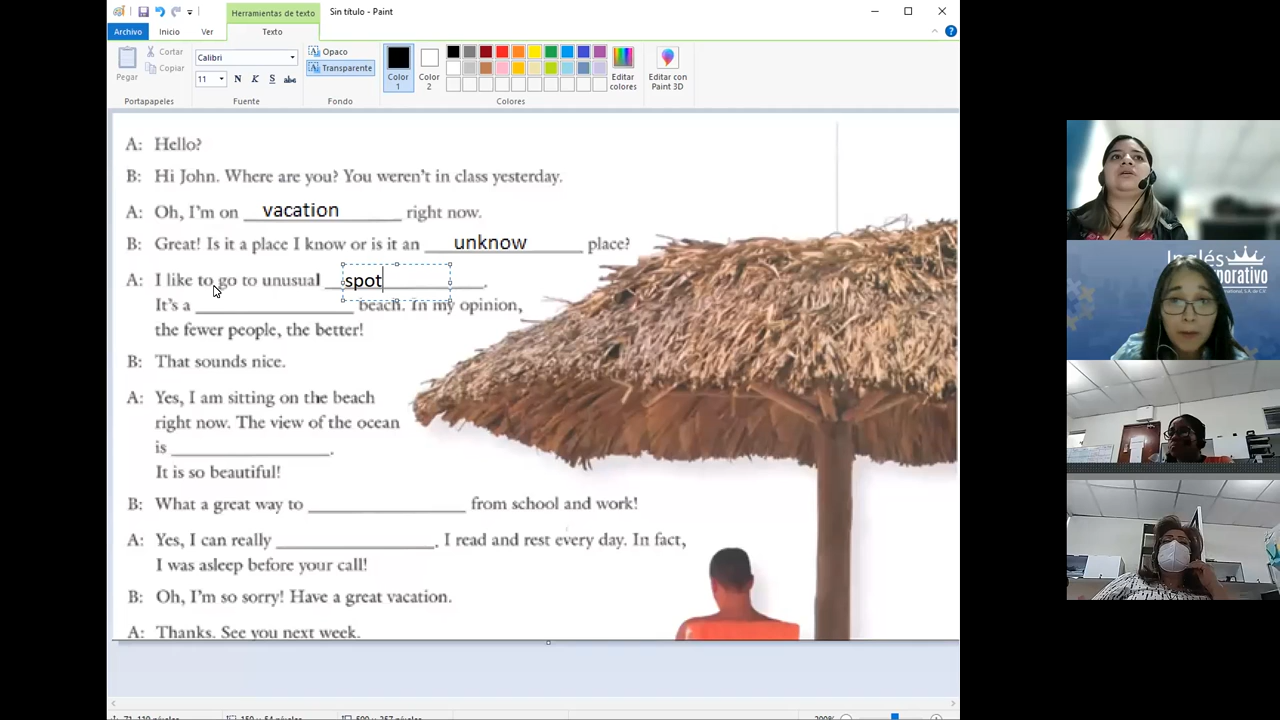 Herramientas de texto
Sin título - Paint
Archivo
Inicio
Ver
Texto
Pegar
Cortar
Copiar
Portapapeles
Calibri
11
N
K
S
abc
Fuente
Opaco
Transparente
Fondo
Color 1
Color 2
Editar colores
Editar con Paint 3D
Colores
A: Hello?
B: Hi John. Where are you? You weren't in class yesterday.
A: Oh, I'm on vacation right now.
B: Great! Is it a place I know or is it an unknow place?
A: I like to go to unusual spot.
It's a ____ beach. In my opinion,
the fewer people, the better!
B: That sounds nice.
A: Yes, I am sitting on the beach
right now. The view of the ocean
is ____.
It is so beautiful!
B: What a great way to ____ from school and work!
A: Yes, I can really ____. I read and rest every day. In fact,
I was asleep before your call!
B: Oh, I'm so sorry! Have a great vacation.
A: Thanks. See you next week.
200%
Inglés